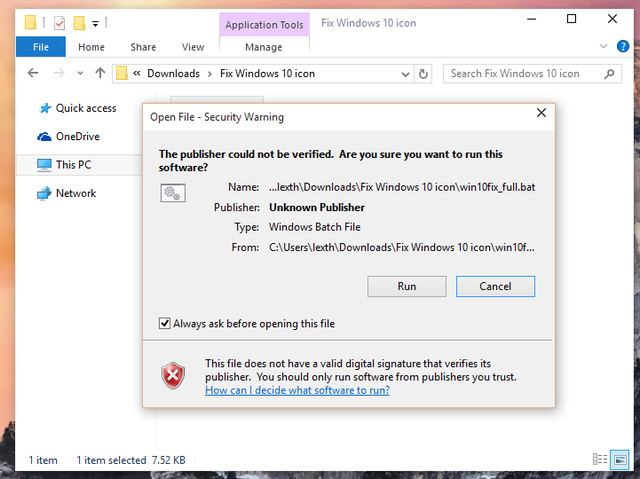 Application Tools
Fix Windows 10 icon
File
Home
Share
View
Manage
« Downloads › Fix Windows 10 icon
Search Fix Windows 10 icon
Quick access
OneDrive
This PC
Network
Open File - Security Warning
The publisher could not be verified.  Are you sure you want to run this
software?
Name: ...lexth\Downloads\Fix Windows 10 icon\win10fix_full.bat
Publisher: Unknown Publisher
Type: Windows Batch File
From: C:\Users\lexth\Downloads\Fix Windows 10 icon\win10f...
Run
Cancel
Always ask before opening this file
This file does not have a valid digital signature that verifies its
publisher.  You should only run software from publishers you trust.
How can I decide what software to run?
1 item
1 item selected  7.52 KB